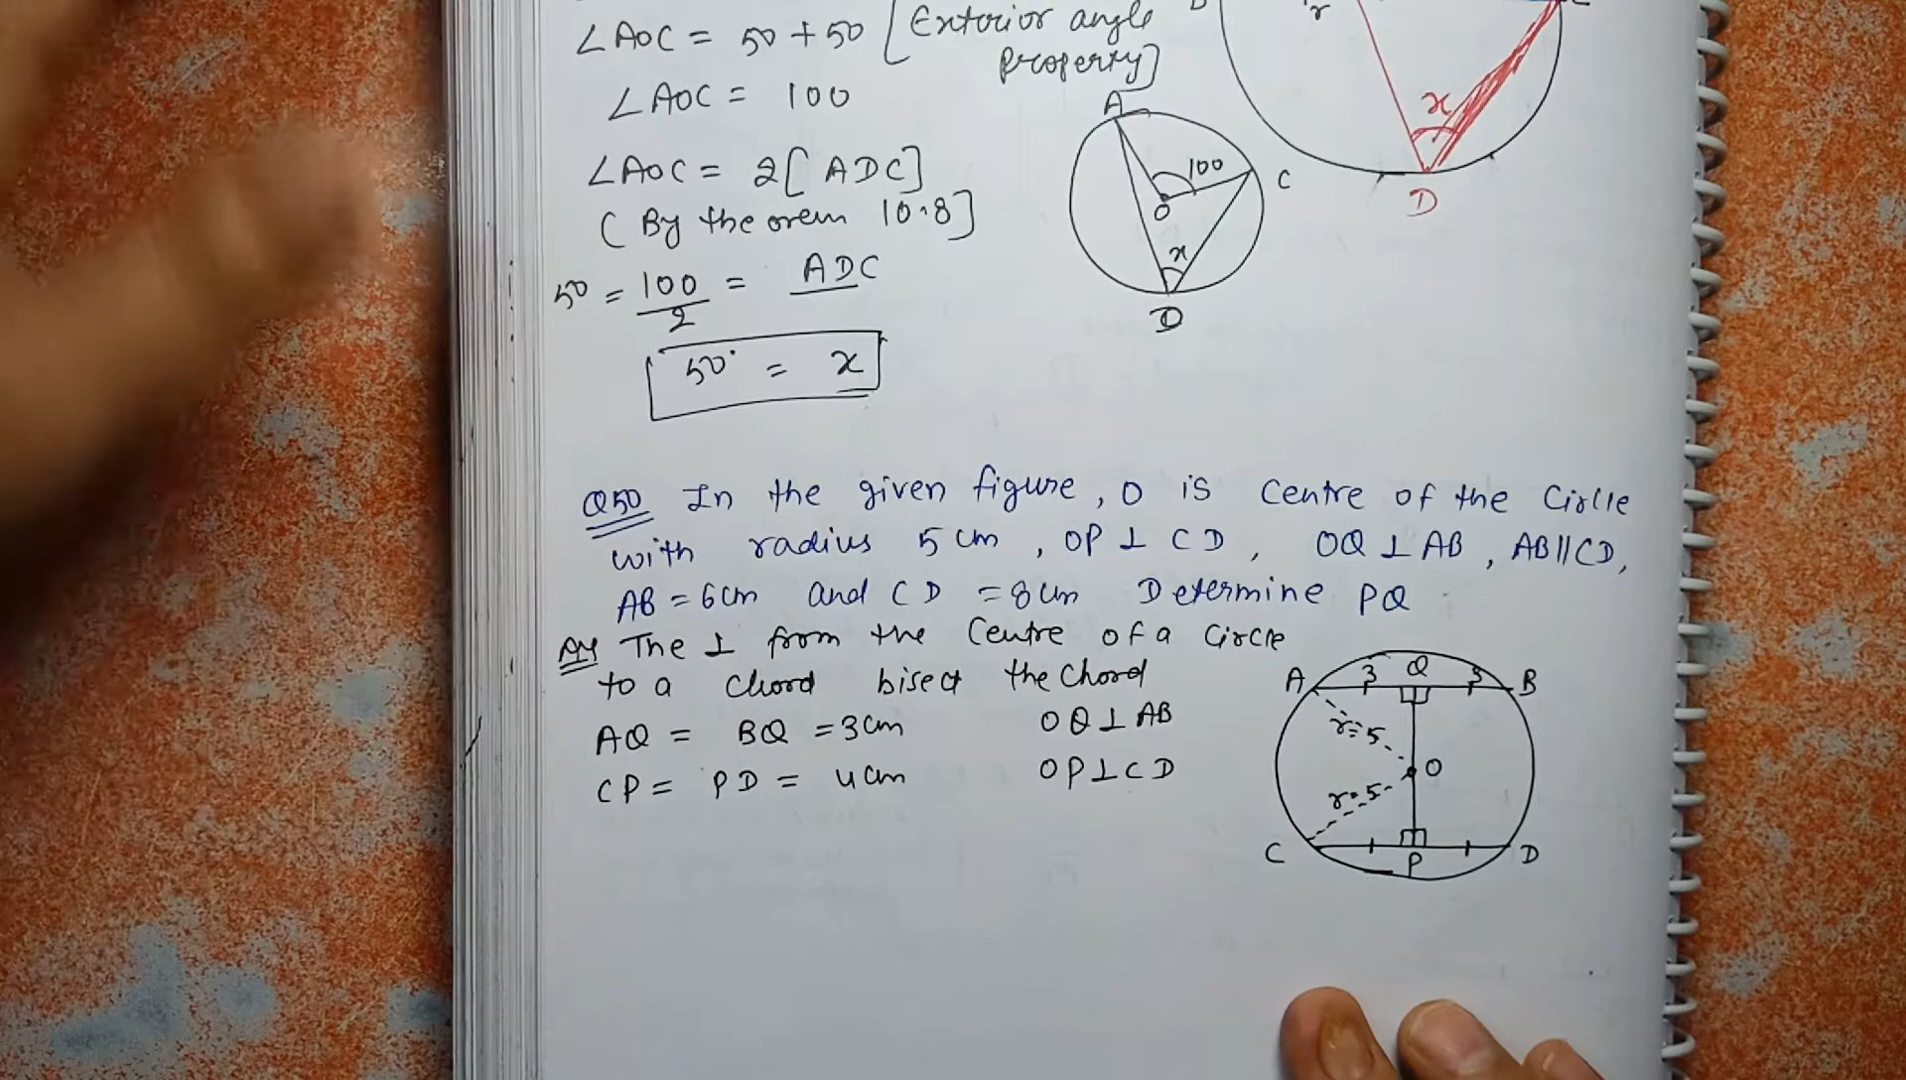 ∠AOC = 50 + 50 [Exterior angle
property]
∠AOC = 100
∠AOC = 2[ADC]
(By theorem 10.8]
50 = 100/2 = ADC
50° = x
A
100
C
O
x
D
r
x
D
Q50 In the given figure, O is Centre of the Circle
with radius 5 cm, OP ⊥ CD, OQ ⊥ AB, AB||CD,
AB = 6cm and CD = 8cm Determine PQ
The ⊥ from the Centre of a Circle
to a chord bisect the Chord
AQ = BQ = 3cm OQ ⊥ AB
CP = PD = 4cm OP ⊥ CD
A 3 Q 3 B
r=5
O
r=5
C P D